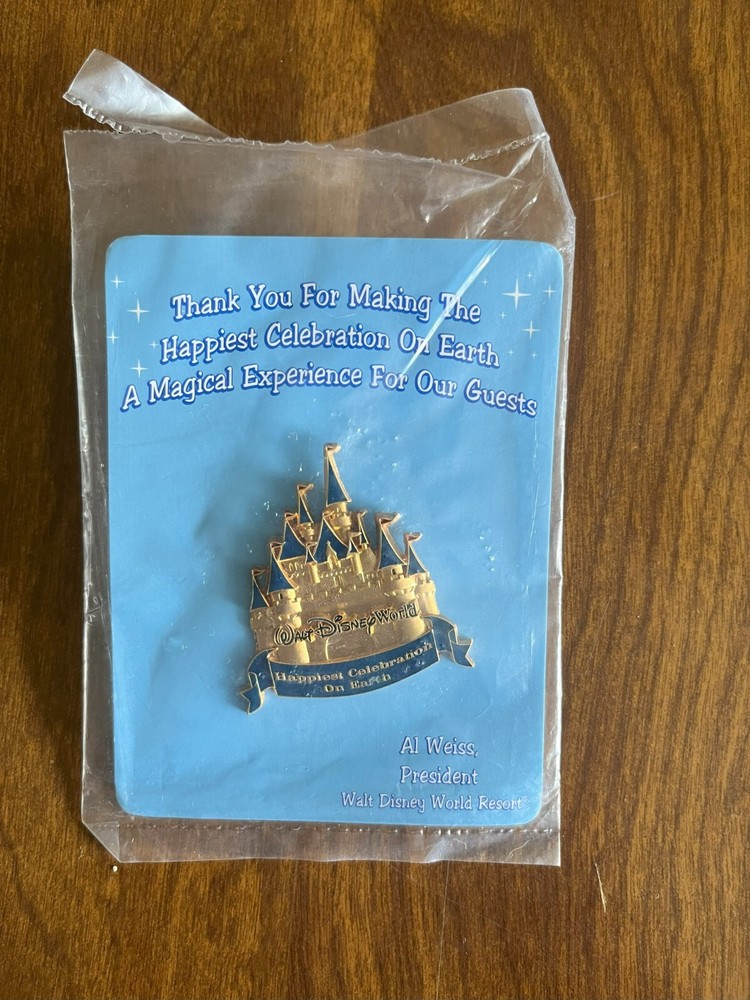 Thank You For Making The
Happiest Celebration On Earth
A Magical Experience For Our Guests
Walt Disney World
Happiest Celebration
On Earth
Al Weiss,
President
Walt Disney World Resort